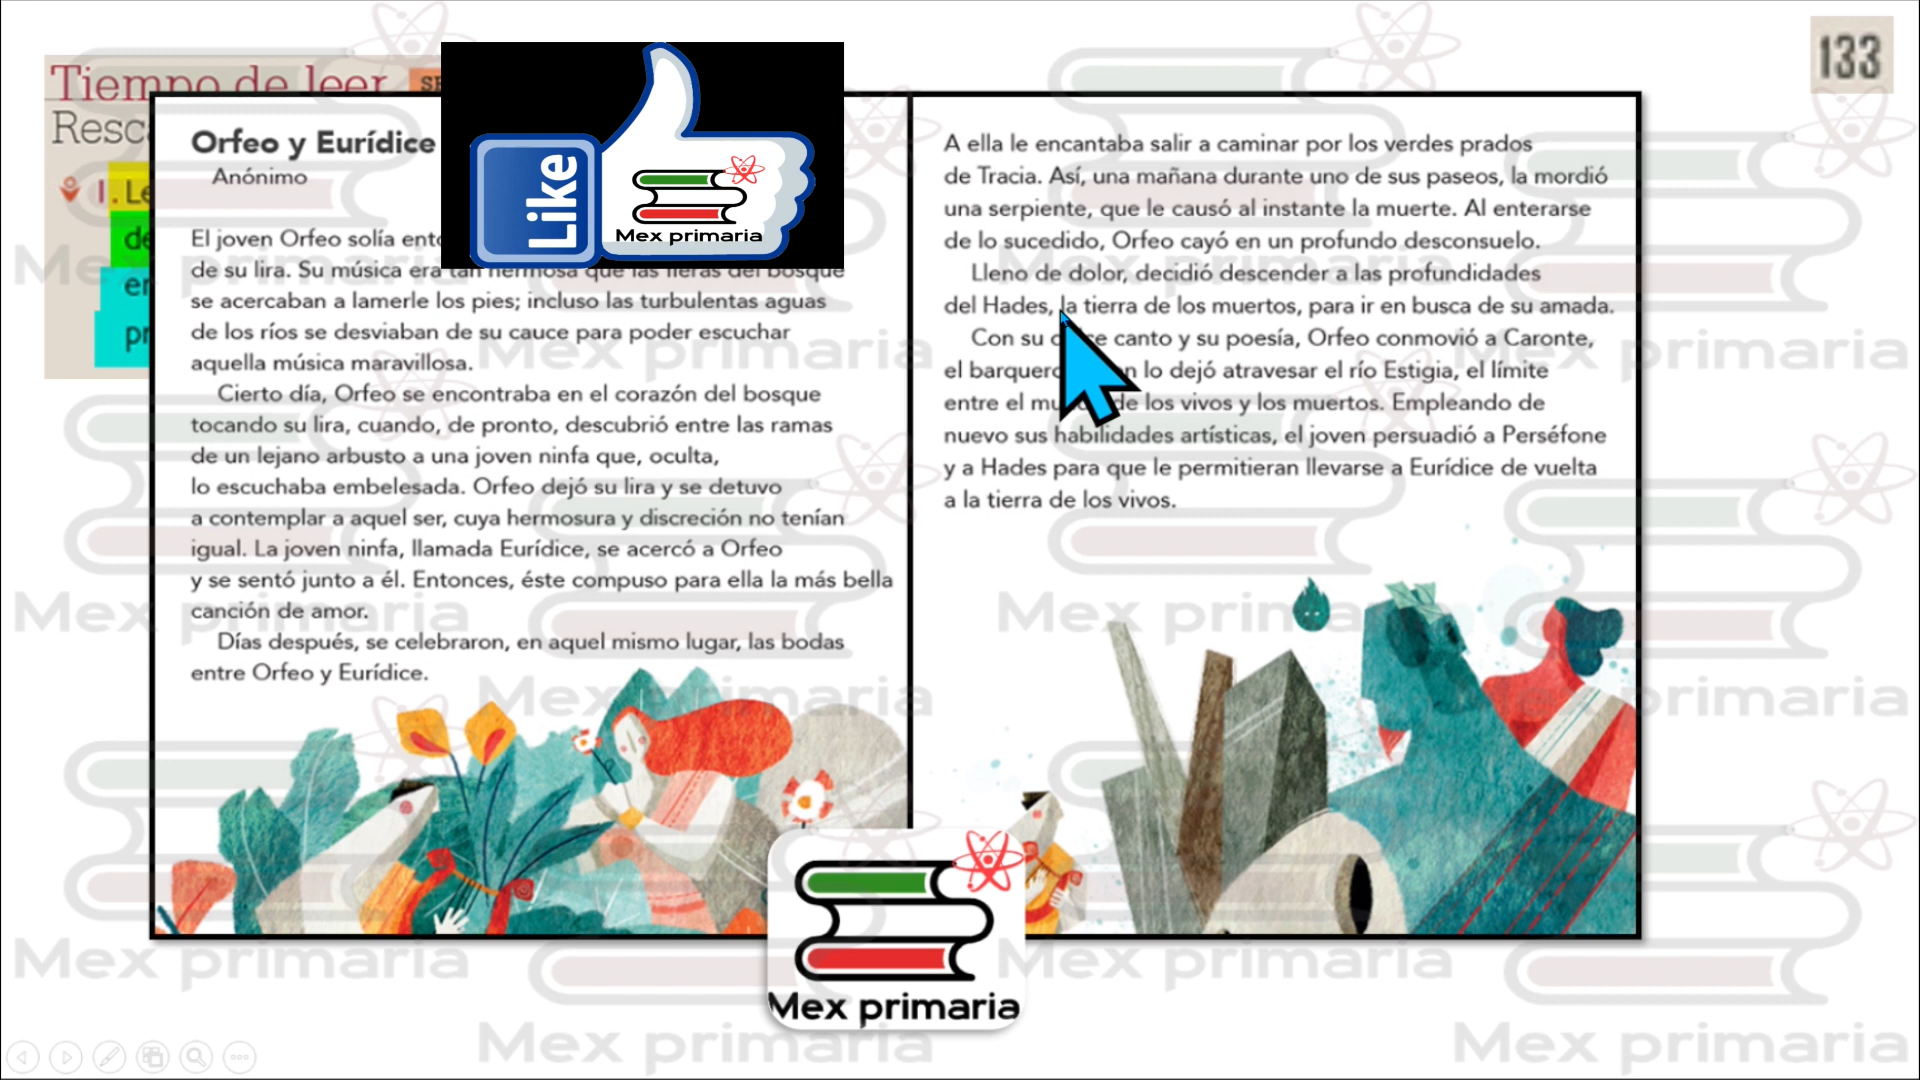 133
Tiempo de leer
Resc
1. Le
de
en
pr
Orfeo y Eurídice
Anónimo
El joven Orfeo solía
de su lira. Su música era tan hermosa que las fieras del bosque
se acercaban a lamerle los pies; incluso las turbulentas aguas
de los ríos se desviaban de su cauce para poder escuchar
aquella música maravillosa.
Cierto día, Orfeo se encontraba en el corazón del bosque
tocando su lira, cuando, de pronto, descubrió entre las ramas
de un lejano arbusto a una joven ninfa que, oculta,
lo escuchaba embelesada. Orfeo dejó su lira y se detuvo
a contemplar a aquel ser, cuya hermosura y discreción no tenían
igual. La joven ninfa, llamada Eurídice, se acercó a Orfeo
y se sentó junto a él. Entonces, éste compuso para ella la más bella
canción de amor.
Días después, se celebraron, en aquel mismo lugar, las bodas
entre Orfeo y Eurídice.
Like
Mex primaria
A ella le encantaba salir a caminar por los verdes prados
de Tracia. Así, una mañana durante uno de sus paseos, la mordió
una serpiente, que le causó al instante la muerte. Al enterarse
de lo sucedido, Orfeo cayó en un profundo desconsuelo.
Lleno de dolor, decidió descender a las profundidades
del Hades, la tierra de los muertos, para ir en busca de su amada.
Con su canto y su poesía, Orfeo conmovió a Caronte,
el barquero lo dejó atravesar el río Estigia, el límite
entre el de los vivos y los muertos. Empleando de
nuevo sus habilidades artísticas, el joven persuadió a Perséfone
y a Hades para que le permitieran llevarse a Eurídice de vuelta
a la tierra de los vivos.
Mex primaria